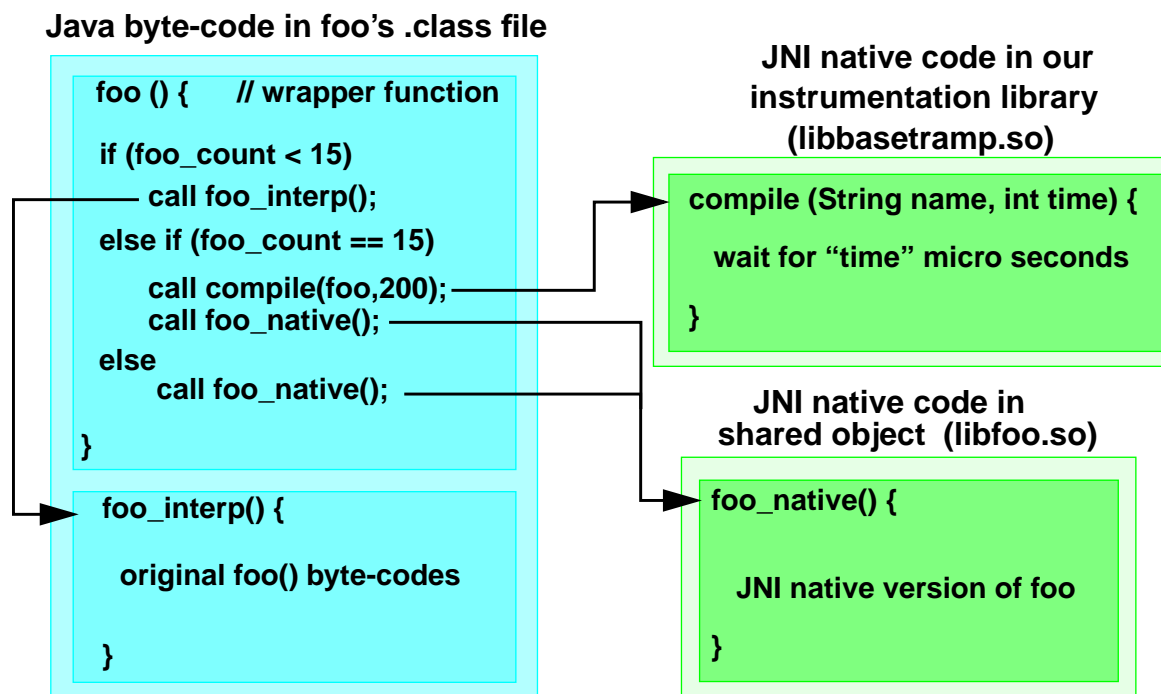 Java byte-code in foo’s .class file
foo () {      // wrapper function
if (foo_count < 15)
call foo_interp();
else if (foo_count == 15)
call compile(foo,200);
call foo_native();
else
call foo_native();
}
foo_interp() {
original foo() byte-codes
}
JNI native code in our
instrumentation library
(libbasetramp.so)
compile (String name, int time) {
wait for “time” micro seconds
}
JNI native code in
shared object  (libfoo.so)
foo_native() {
JNI native version of foo
}